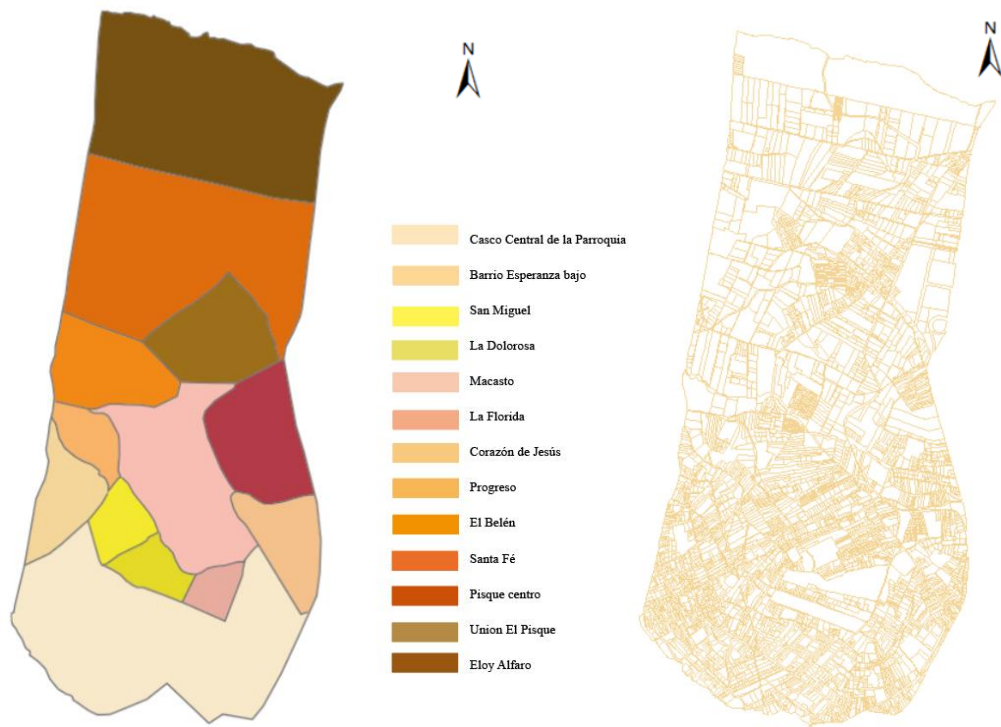 N
N
Casco Central de la Parroquia
Barrio Esperanza bajo
San Miguel
La Dolorosa
Macasto
La Florida
Corazón de Jesús
Progreso
El Belén
Santa Fé
Pisque centro
Union El Pisque
Eloy Alfaro